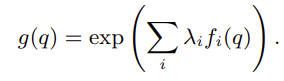 g(q) = exp ( ∑_i λ_i f_i(q) ) .